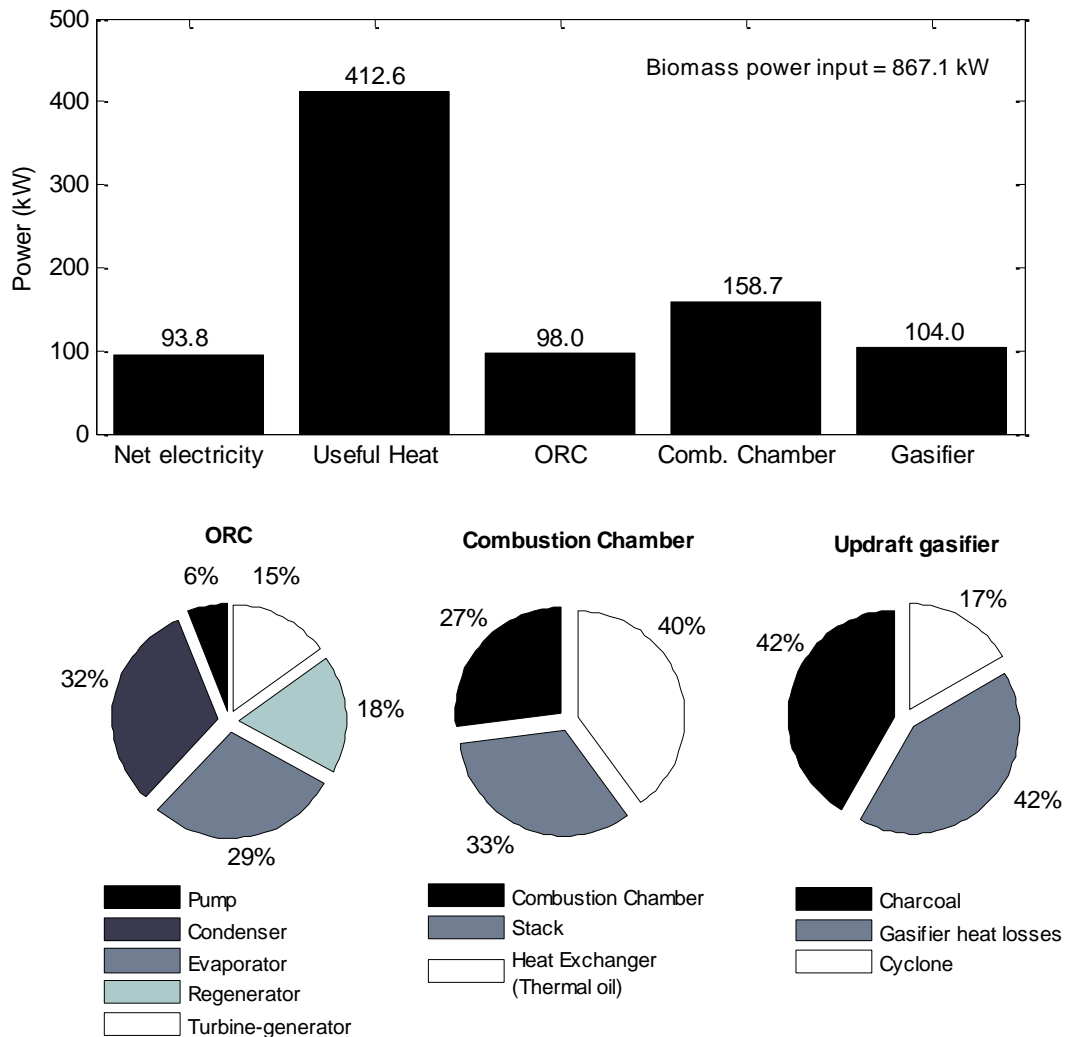 500
400
300
200
100
0
Power (kW)
Biomass power input = 867.1 kW
93.8
412.6
98.0
158.7
104.0
Net electricity
Useful Heat
ORC
Comb. Chamber
Gasifier
ORC
6%
15%
32%
18%
29%
Pump
Condenser
Evaporator
Regenerator
Turbine-generator
Combustion Chamber
27%
40%
33%
Combustion Chamber
Stack
Heat Exchanger
(Thermal oil)
Updraft gasifier
17%
42%
42%
Charcoal
Gasifier heat losses
Cyclone